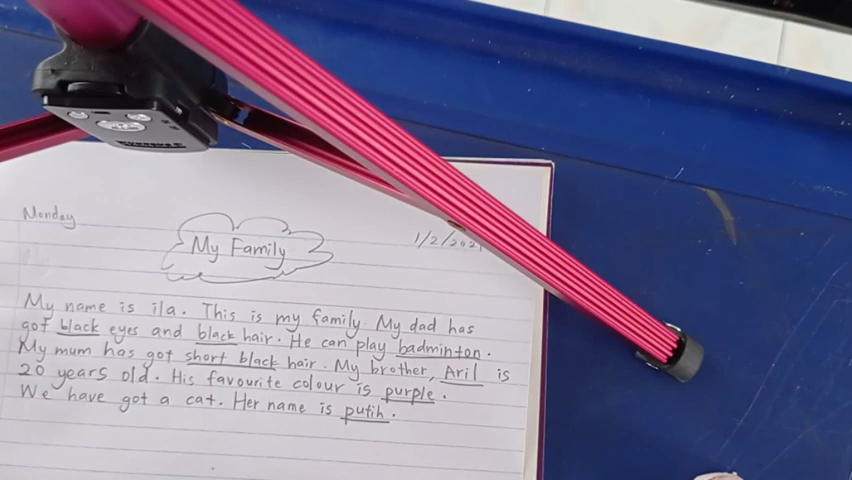 Monday
1/2/202
My Family
My name is ila. This is my family. My dad has
got black eyes and black hair. He can play badminton.
My mum has got short black hair. My brother, Aril is
20 years old. His favourite colour is purple.
We have got a cat. Her name is putih.